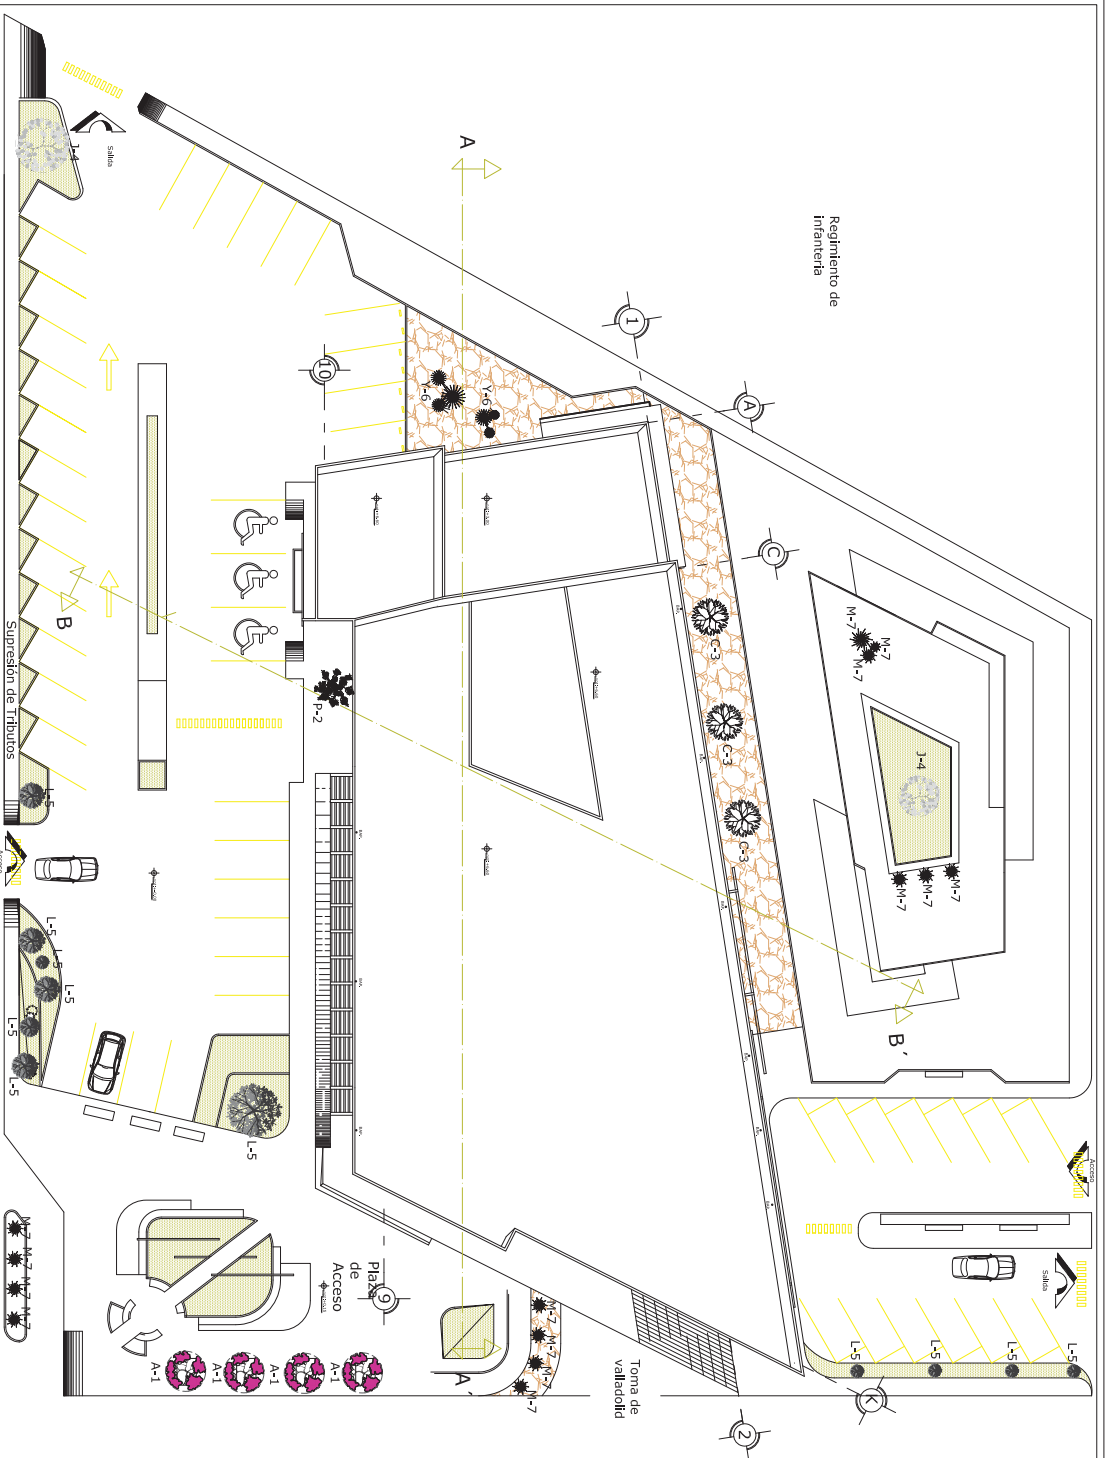 A
Regimiento de
infantería
Salida
J-4
1
A
10
Y-6
Y-6
C
B
Supresión de Tributos
P-2
C-3
C-3
C-3
M-7
M-7
M-7
J-4
M-7
M-7
M-7
B´
L-5
Acceso
L-5
L-5
L-5
L-5
L-5
L-5
Acceso
Salida
M-7
M-7
M-7
M-7
Plaza
de
Acceso
9
A-1
A-1
A-1
A-1
A´
M-7
M-7
M-7
M-7
Toma de
valladolid
L-5
L-5
L-5
L-5
K
2